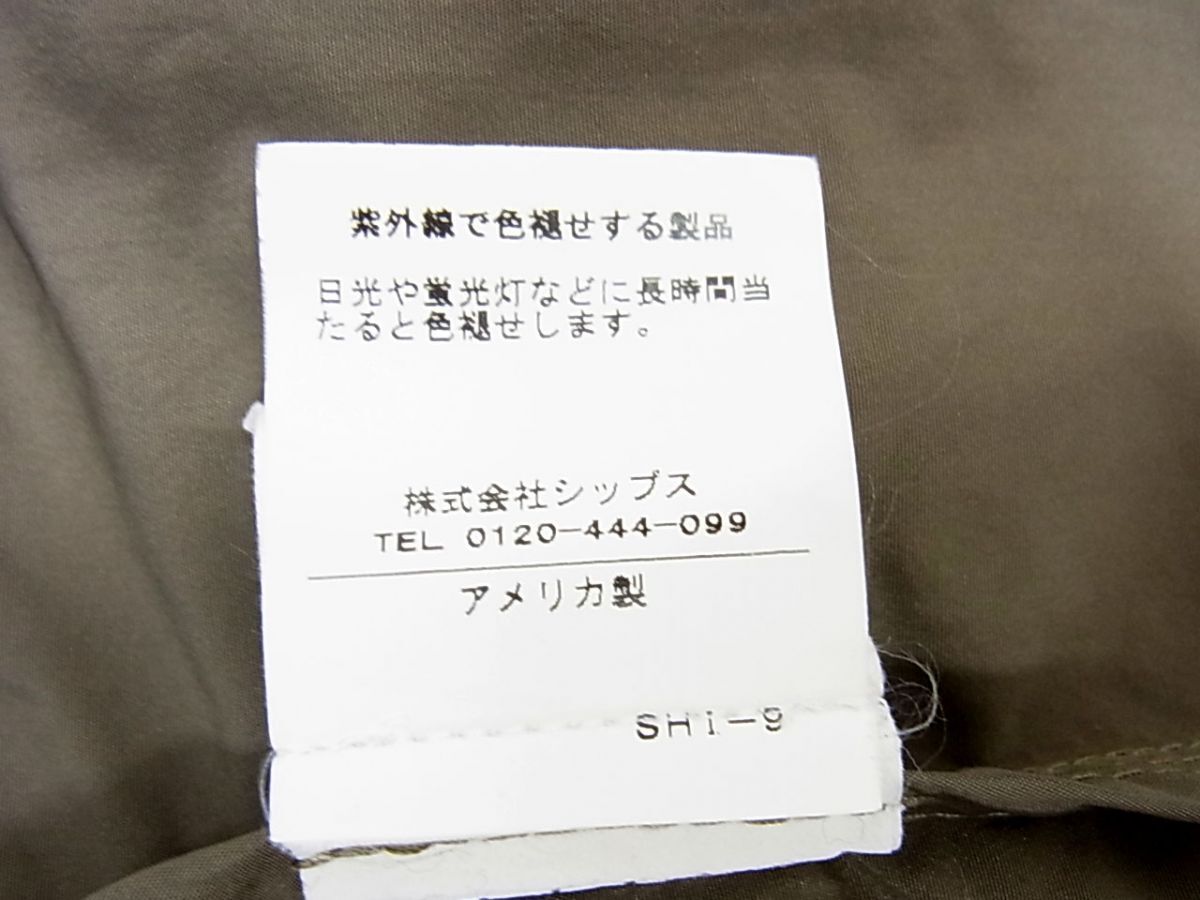 紫外線で色褪せする製品
日光や蛍光灯などに長時間当
たると色褪せします。
株式会社シップス
TEL 0120-444-099
アメリカ製
SHI-9